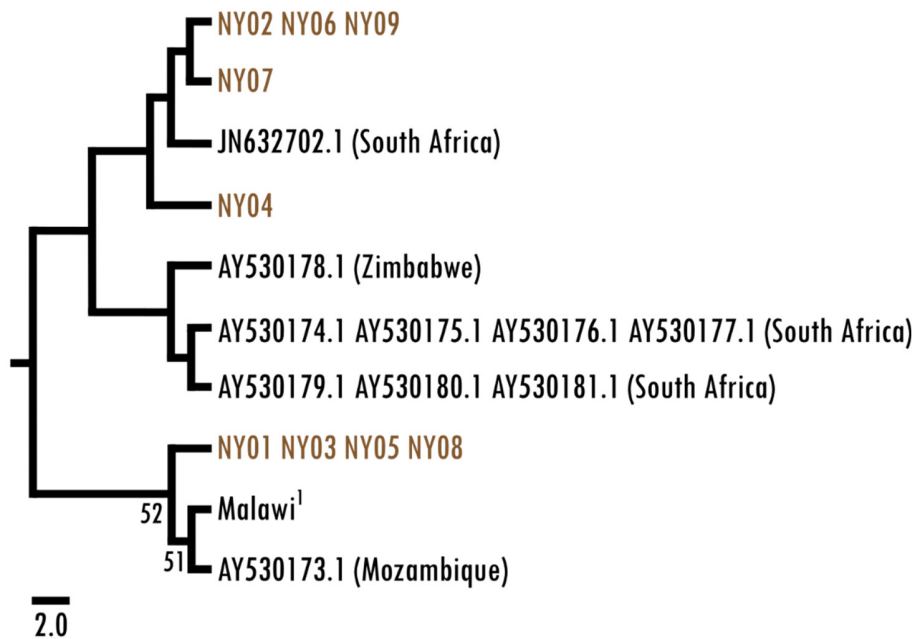 NY02 NY06 NY09
NY07
JN632702.1 (South Africa)
NY04
AY530178.1 (Zimbabwe)
AY530174.1 AY530175.1 AY530176.1 AY530177.1 (South Africa)
AY530179.1 AY530180.1 AY530181.1 (South Africa)
NY01 NY03 NY05 NY08
Malawi¹
52
51
AY530173.1 (Mozambique)
2.0